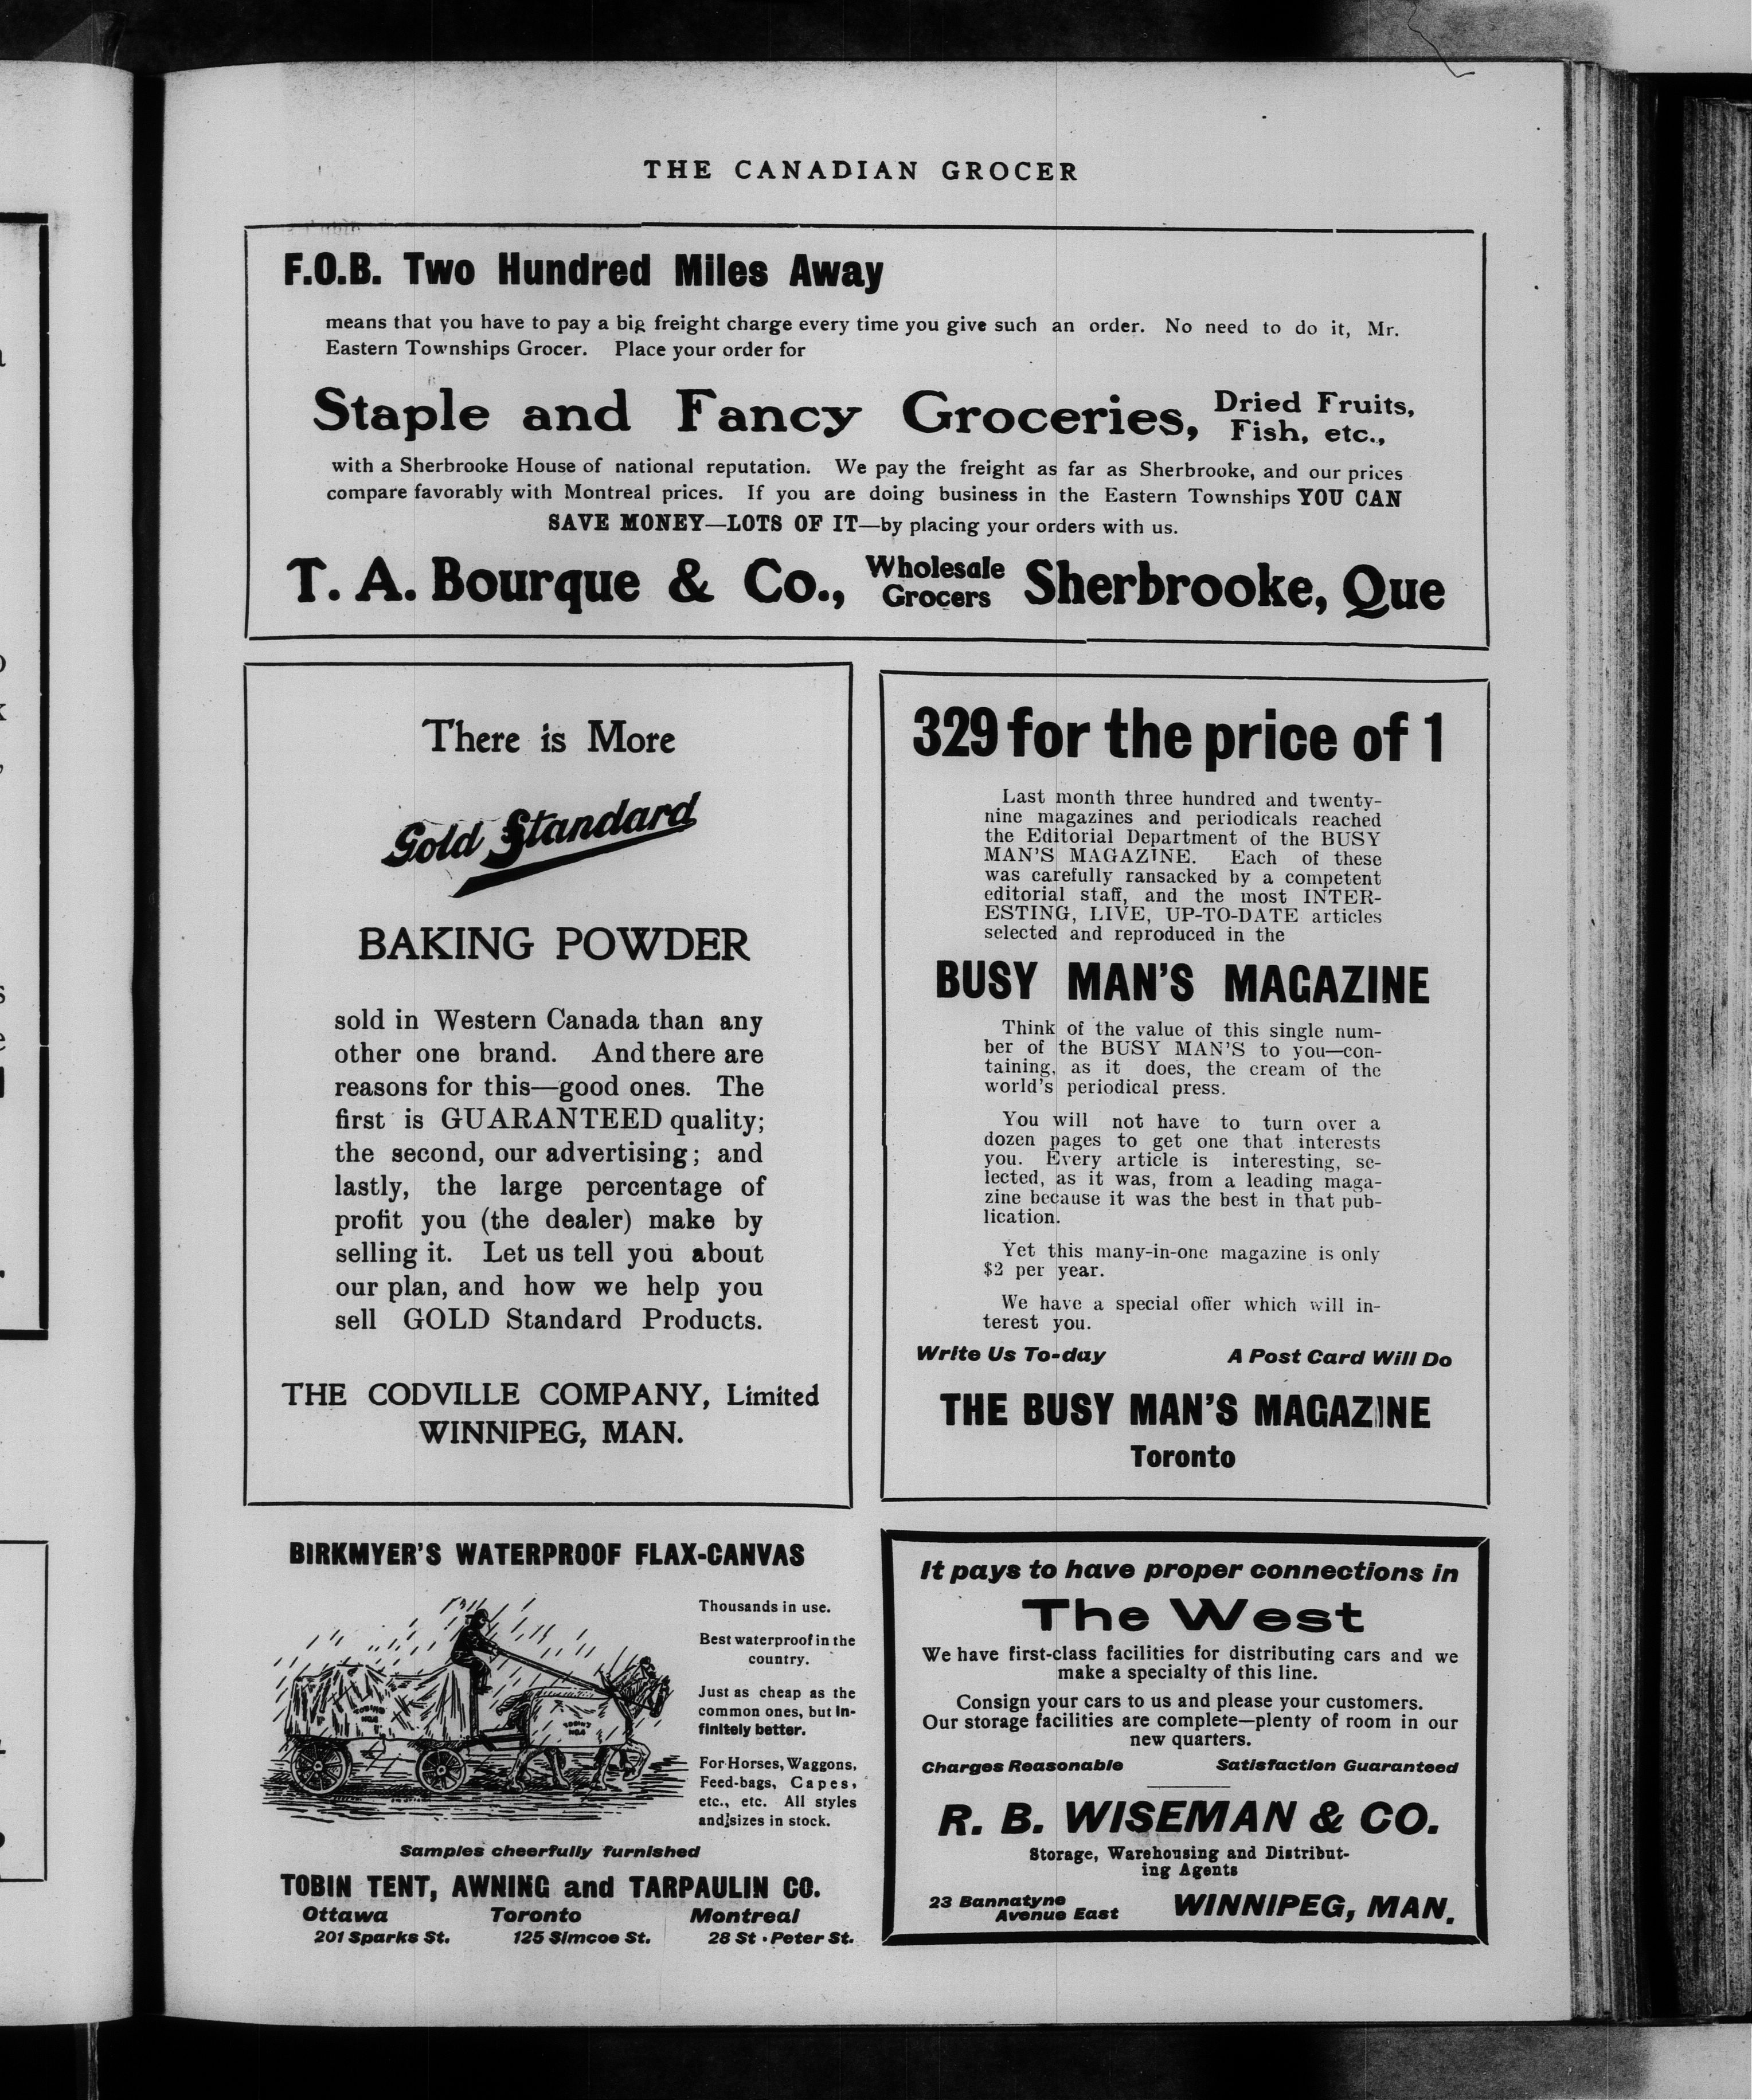 THE CANADIAN GROCER
F.O.B. Two Hundred Miles Away
means that you have to pay a big freight charge every time you give such an order. No need to do it, Mr.
Eastern Townships Grocer. Place your order for
Staple and Fancy Groceries, Dried Fruits,
Fish, etc.,
with a Sherbrooke House of national reputation. We pay the freight as far as Sherbrooke, and our prices
compare favorably with Montreal prices. If you are doing business in the Eastern Townships YOU CAN
SAVE MONEY—LOTS OF IT—by placing your orders with us.
T. A. Bourque & Co., Wholesale Grocers Sherbrooke, Que
There is More
Gold Standard
BAKING POWDER
sold in Western Canada than any
other one brand. And there are
reasons for this—good ones. The
first is GUARANTEED quality;
the second, our advertising; and
lastly, the large percentage of
profit you (the dealer) make by
selling it. Let us tell you about
our plan, and how we help you
sell GOLD Standard Products.
THE CODVILLE COMPANY, Limited
WINNIPEG, MAN.
329 for the price of 1
Last month three hundred and twenty-
nine magazines and periodicals reached
the Editorial Department of the BUSY
MAN'S MAGAZINE. Each of these
was carefully ransacked by a competent
editorial staff, and the most INTER-
ESTING, LIVE, UP-TO-DATE articles
selected and reproduced in the
BUSY MAN'S MAGAZINE
Think of the value of this single num-
ber of the BUSY MAN'S to you—con-
taining, as it does, the cream of the
world's periodical press.
You will not have to turn over a
dozen pages to get one that interests
you. Every article is interesting, se-
lected, as it was, from a leading maga-
zine because it was the best in that pub-
lication.
Yet this many-in-one magazine is only
$2 per year.
We have a special offer which will in-
terest you.
Write Us To-day A Post Card Will Do
THE BUSY MAN'S MAGAZINE
Toronto
BIRKMYER'S WATERPROOF FLAX-CANVAS
Thousands in use.
Best waterproof in the
country.
Just as cheap as the
common ones, but in-
finitely better.
For Horses, Waggons,
Feed-bags, Capes,
etc., etc. All styles
and sizes in stock.
Samples cheerfully furnished
TOBIN TENT, AWNING and TARPAULIN CO.
Ottawa Toronto Montreal
201 Sparks St. 125 Simcoe St. 28 St. Peter St.
It pays to have proper connections in
The West
We have first-class facilities for distributing cars and we
make a specialty of this line.
Consign your cars to us and please your customers.
Our storage facilities are complete—plenty of room in our
new quarters.
Charges Reasonable Satisfaction Guaranteed
R. B. WISEMAN & CO.
Storage, Warehousing and Distribut-
ing Agents
23 Bannatyne
Avenue East WINNIPEG, MAN.